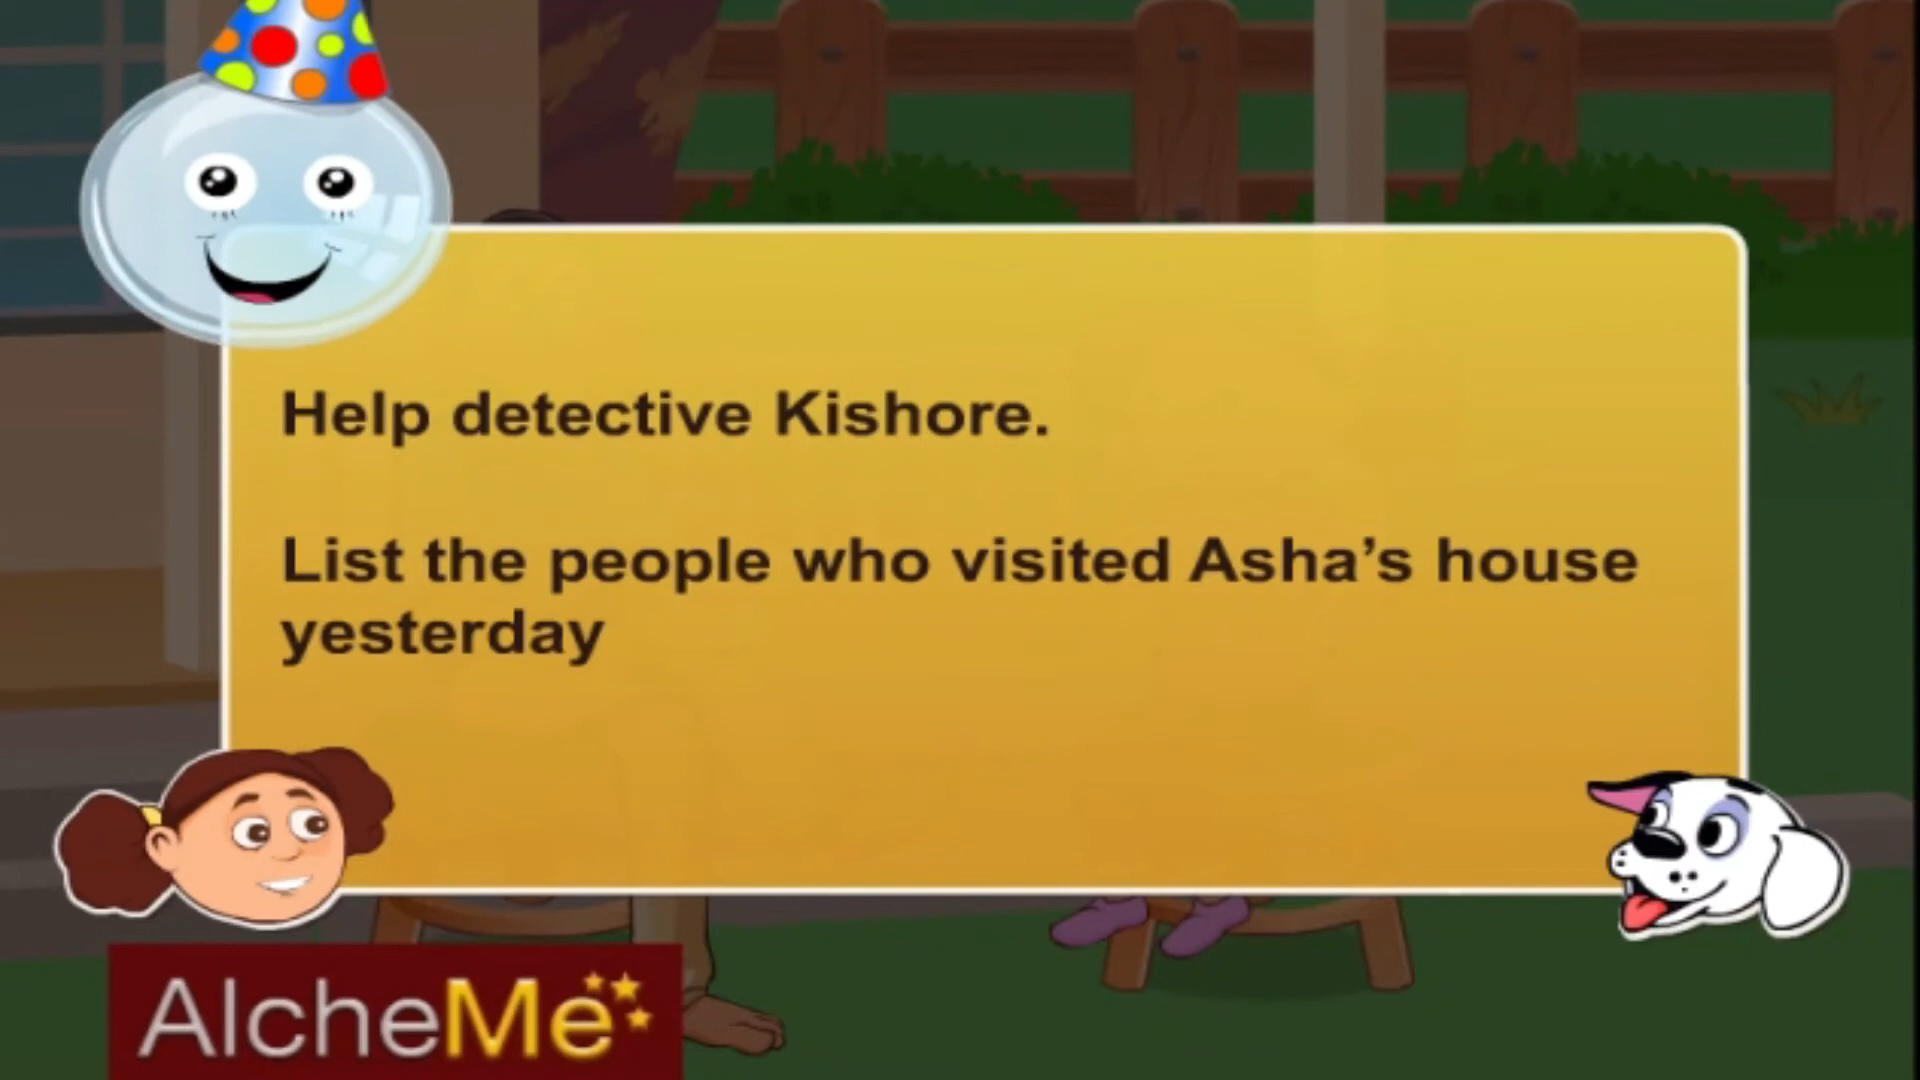 Help detective Kishore.
List the people who visited Asha’s house
yesterday
AlcheMe